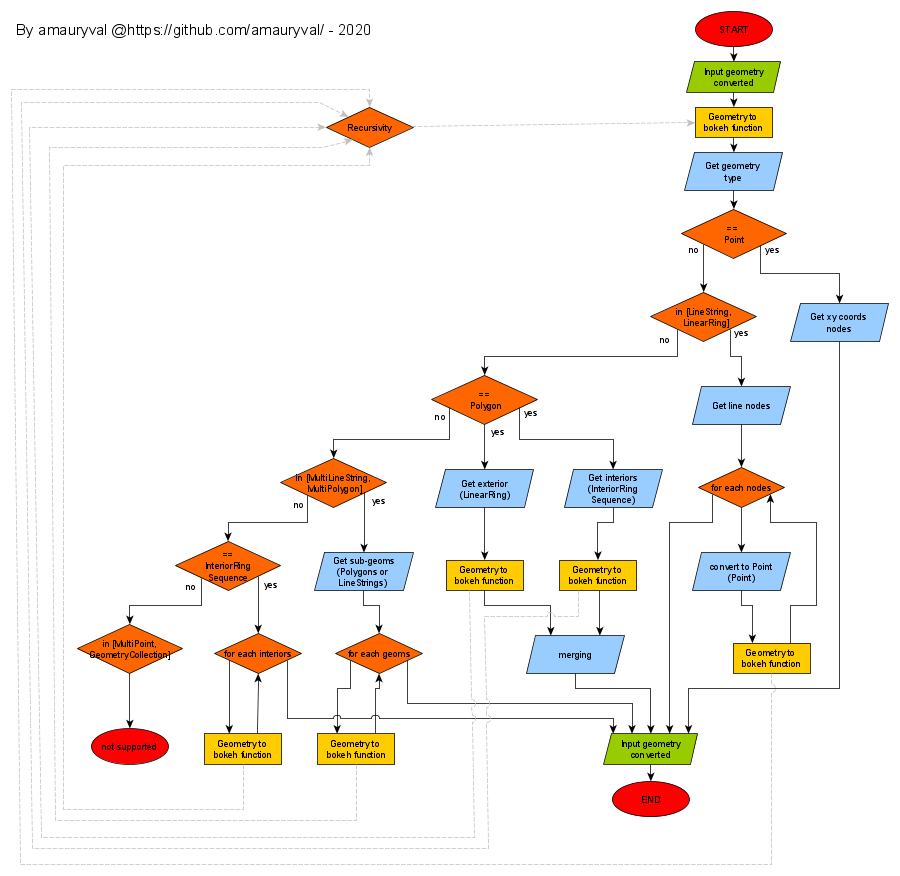 By amauryval @https://github.com/amauryval/ - 2020
START
Input geometry
converted
Geometry to
bokeh function
Recursivity
Get geometry
type
==
Point
no
yes
in [LineString,
LinearRing]
Get xy coords
nodes
no
yes
==
Polygon
Get line nodes
no
yes
yes
in [MultiLineString,
MultiPolygon]
Get exterior
(LinearRing)
Get interiors
(InteriorRing
Sequence)
for each nodes
no
yes
==
InteriorRing
Sequence
Get sub-geoms
(Polygons or
LineStrings)
Geometry to
bokeh function
Geometry to
bokeh function
convert to Point
(Point)
no
yes
in [MultiPoint,
GeometryCollection]
for each interiors
for each geoms
merging
Geometry to
bokeh function
not supported
Geometry to
bokeh function
Geometry to
bokeh function
Input geometry
converted
END